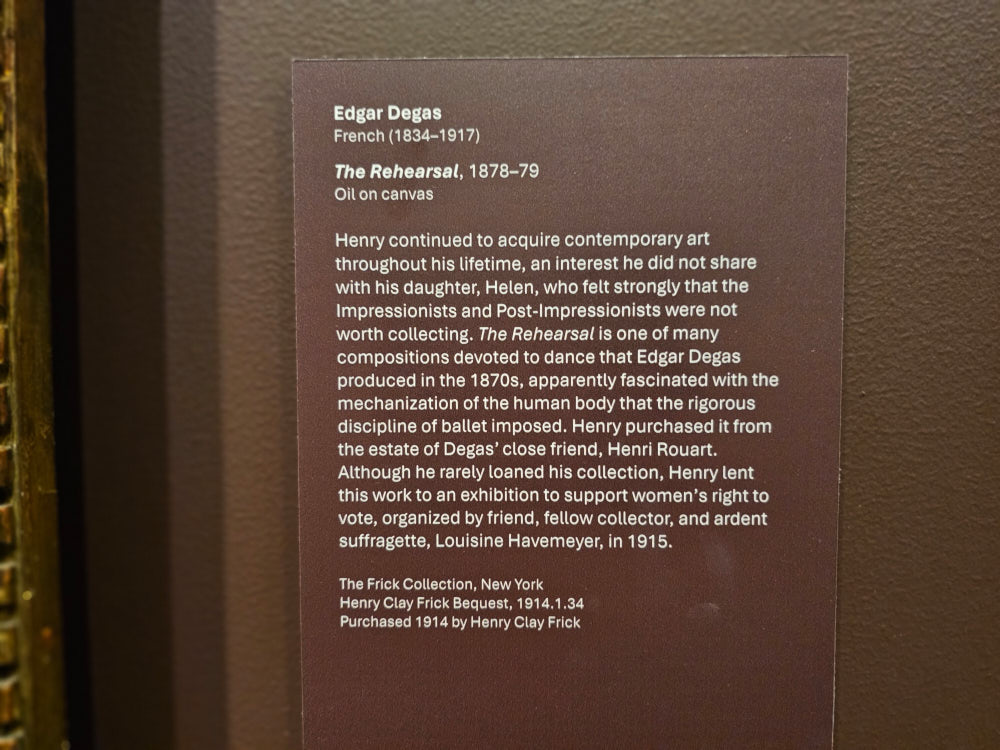 Edgar Degas
French (1834–1917)
The Rehearsal, 1878–79
Oil on canvas
Henry continued to acquire contemporary art
throughout his lifetime, an interest he did not share
with his daughter, Helen, who felt strongly that the
Impressionists and Post-Impressionists were not
worth collecting. The Rehearsal is one of many
compositions devoted to dance that Edgar Degas
produced in the 1870s, apparently fascinated with the
mechanization of the human body that the rigorous
discipline of ballet imposed. Henry purchased it from
the estate of Degas’ close friend, Henri Rouart.
Although he rarely loaned his collection, Henry lent
this work to an exhibition to support women’s right to
vote, organized by friend, fellow collector, and ardent
suffragette, Louisine Havemeyer, in 1915.
The Frick Collection, New York
Henry Clay Frick Bequest, 1914.1.34
Purchased 1914 by Henry Clay Frick